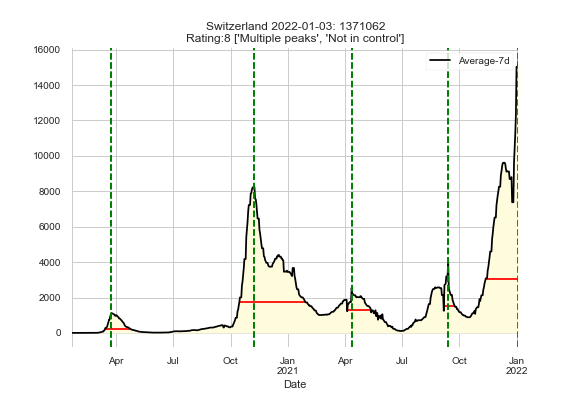 Switzerland 2022-01-03: 1371062
Rating:8 ['Multiple peaks', 'Not in control']
Average-7d
16000
14000
12000
10000
8000
6000
4000
2000
0
Apr Jul Oct Jan Apr Jul Oct Jan
2021 2022
Date